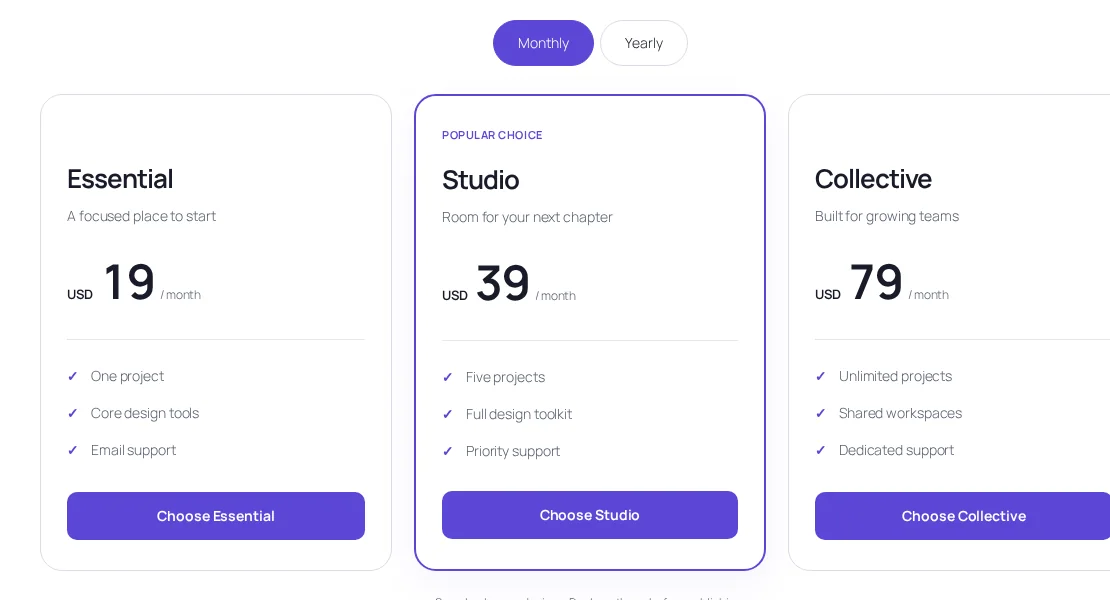 Monthly
Yearly
Essential
A focused place to start
USD 19 / month
✓ One project
✓ Core design tools
✓ Email support
Choose Essential
POPULAR CHOICE
Studio
Room for your next chapter
USD 39 / month
✓ Five projects
✓ Full design toolkit
✓ Priority support
Choose Studio
Collective
Built for growing teams
USD 79 / month
✓ Unlimited projects
✓ Shared workspaces
✓ Dedicated support
Choose Collective